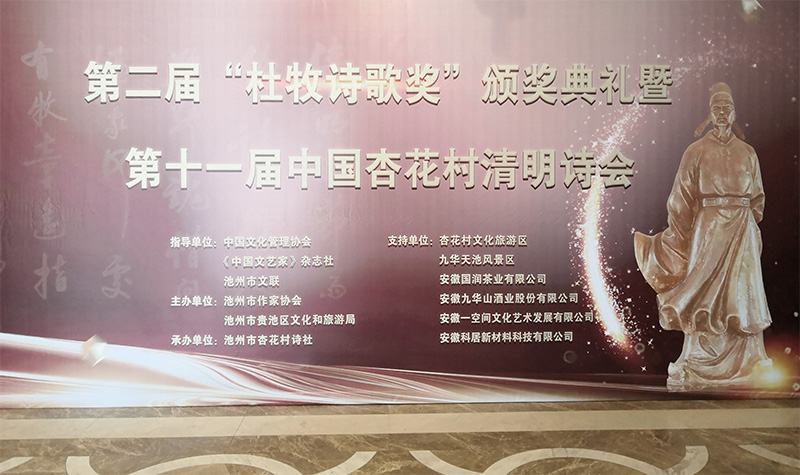 第二届“杜牧诗歌奖”颁奖典礼暨
第十一届中国杏花村清明诗会
指导单位：中国文化管理协会
《中国文艺家》杂志社
池州市文联
主办单位：池州市作家协会
池州市贵池区文化和旅游局
承办单位：池州市杏花村诗社
支持单位：杏花村文化旅游区
九华天池风景区
安徽国润茶业有限公司
安徽九华山酒业股份有限公司
安徽一空间文化艺术发展有限公司
安徽科居新材料科技有限公司
有牧童遥指